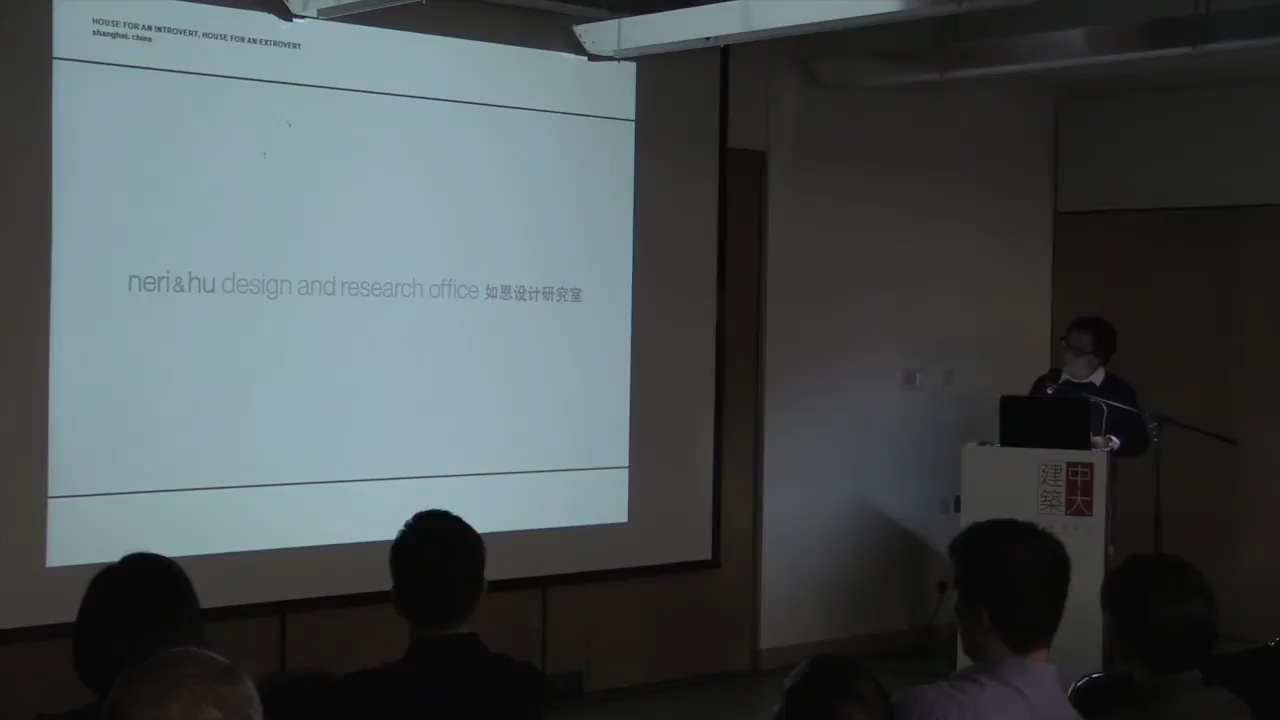 HOUSE FOR AN INTROVERT, HOUSE FOR AN EXTROVERT
shanghai. china
neri&hu design and research office 如恩设计研究室
中大
建築